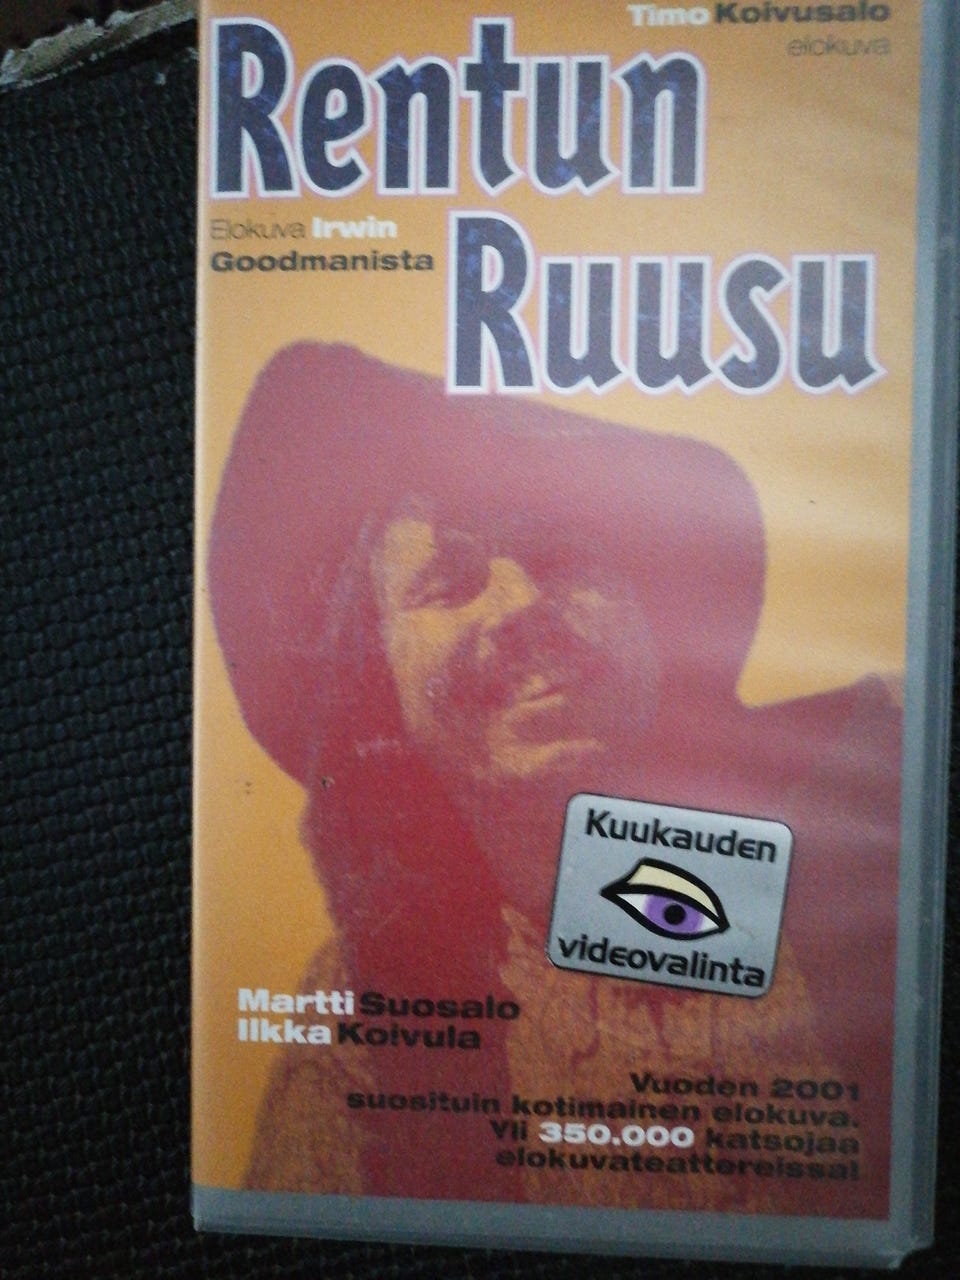 Timo Koivusalo
elokuva
Rentun
Elokuva Irwin
Goodmanista
Ruusu
Kuukauden
videovalinta
Martti Suosalo
Ilkka Koivula
Vuoden 2001
suosituin kotimainen elokuva.
Yli 350.000 katsojaa
elokuvateattereissa!